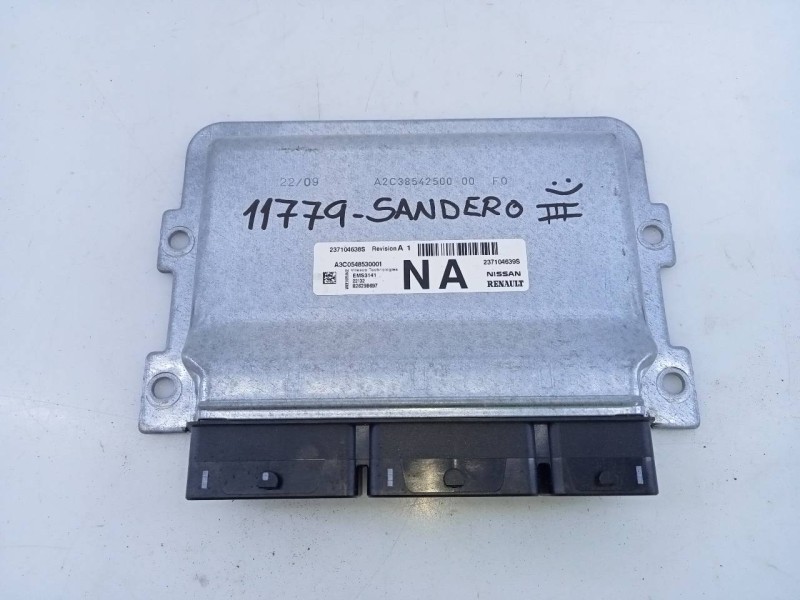 22/09 A2C38542500-00 F0
11779-SANDERO III
237104638S Revision A 1
A3C0548530001 237104639S
Vitesco Technologies
EMS3141 NA NISSAN
22132 RENAULT